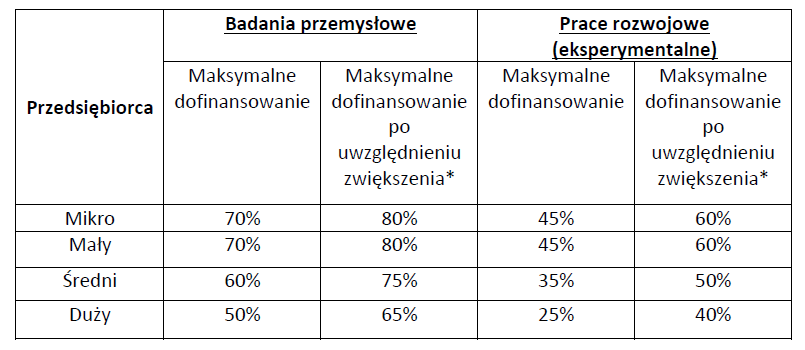 Badania przemysłowe Prace rozwojowe
(eksperymentalne)
Przedsiębiorca
Maksymalne Maksymalne Maksymalne Maksymalne
dofinansowanie dofinansowanie dofinansowanie dofinansowanie
po po
uwzględnieniu uwzględnieniu
zwiększenia* zwiększenia*
Mikro 70% 80% 45% 60%
Mały 70% 80% 45% 60%
Średni 60% 75% 35% 50%
Duży 50% 65% 25% 40%